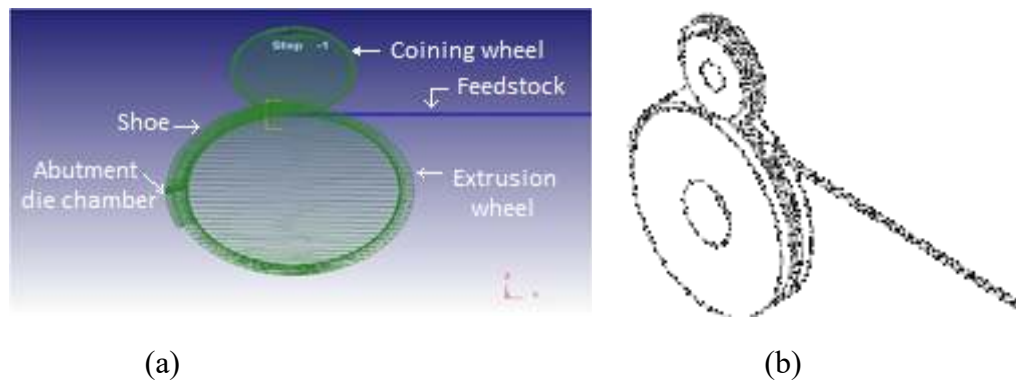 Step -1
Coining wheel
Feedstock
Shoe
Abutment
die chamber
Extrusion
wheel
(a)
(b)